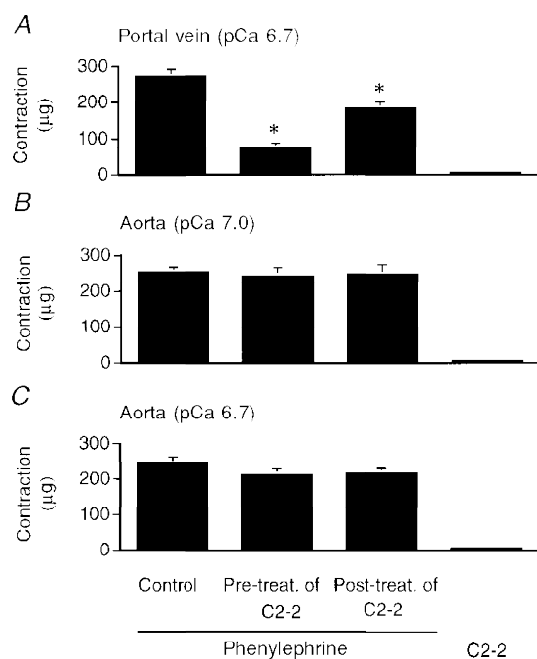 A
Portal vein (pCa 6.7)
Contraction
(µg)
300
200
100
0
*
*
B
Aorta (pCa 7.0)
Contraction
(µg)
300
200
100
0
C
Aorta (pCa 6.7)
Contraction
(µg)
300
200
100
0
Control
Pre-treat. of
C2-2
Post-treat. of
C2-2
Phenylephrine
C2-2